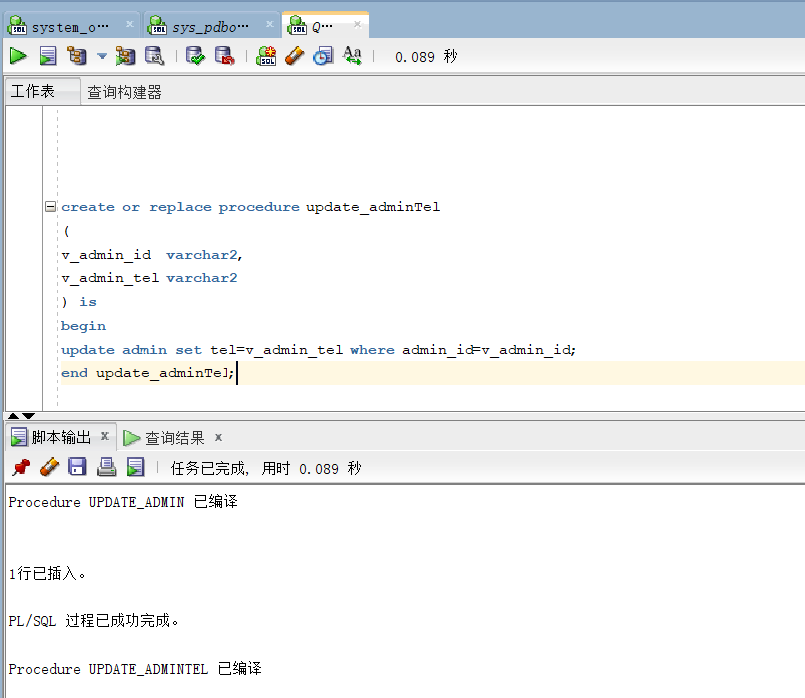 system_o…
sys_pdbo…
Q…
0.089 秒
工作表
查询构建器
create or replace procedure update_adminTel
(
v_admin_id  varchar2,
v_admin_tel varchar2
) is
begin
update admin set tel=v_admin_tel where admin_id=v_admin_id;
end update_adminTel;
脚本输出
查询结果
任务已完成, 用时 0.089 秒
Procedure UPDATE_ADMIN 已编译
1行已插入。
PL/SQL 过程已成功完成。
Procedure UPDATE_ADMINTEL 已编译